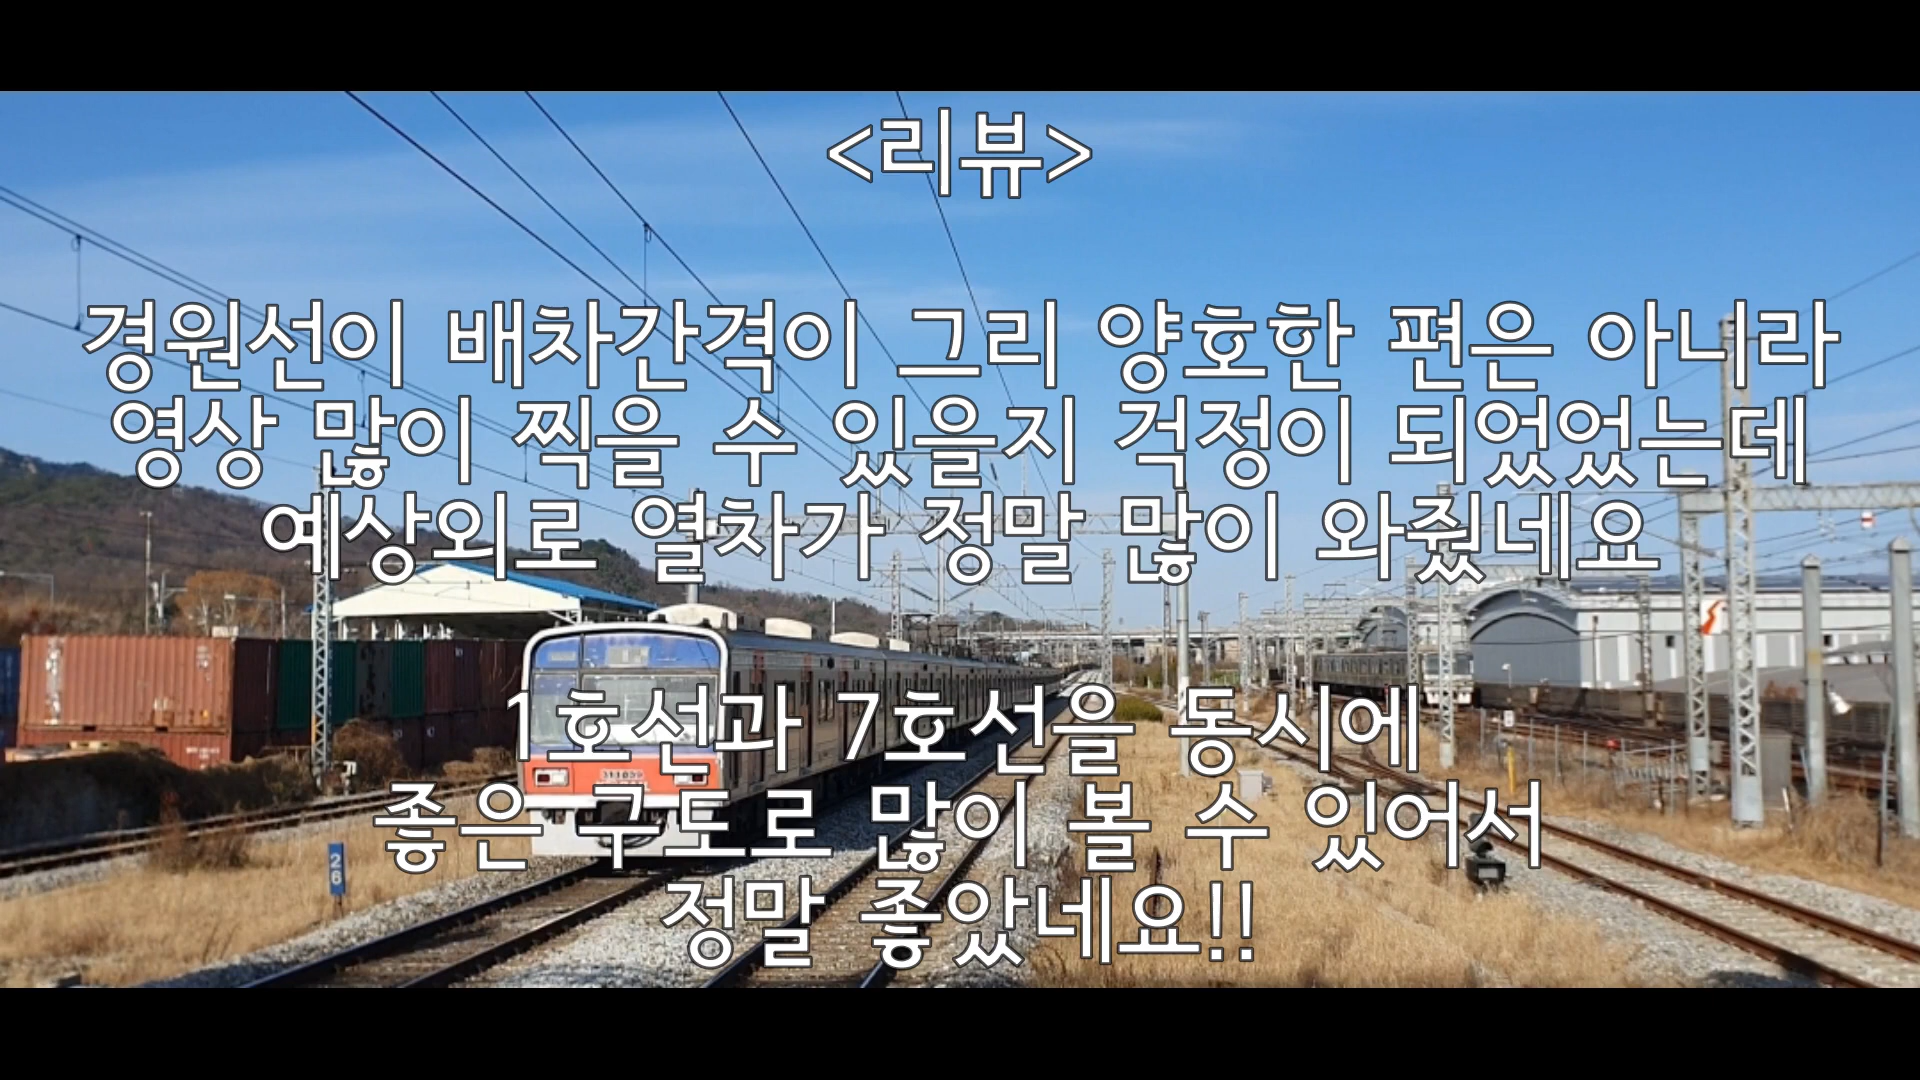 <리뷰>
경원선이 배차간격이 그리 양호한 편은 아니라
영상 많이 찍을 수 있을지 걱정이 되었었는데
예상외로 열차가 정말 많이 와줬네요
1호선과 7호선을 동시에
좋은 구도로 많이 볼 수 있어서
정말 좋았네요!!
26